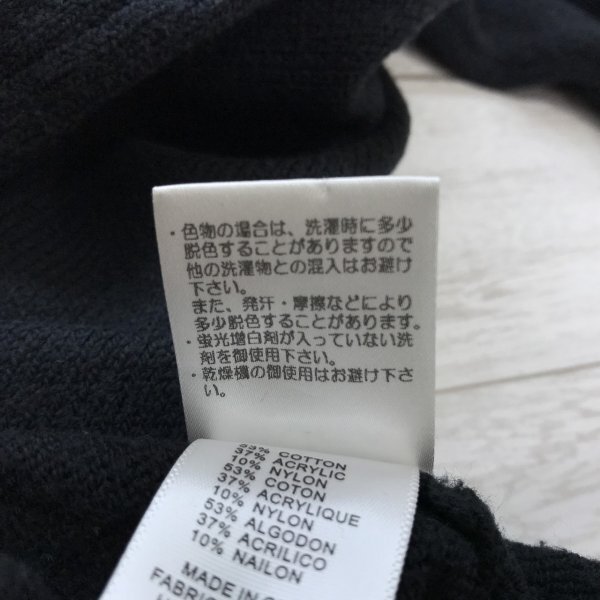 ・色物の場合は、洗濯時に多少
脱色することがありますので
他の洗濯物との混入はお避け
下さい。
また、発汗・摩擦などにより
多少脱色することがあります。
・蛍光増白剤が入っていない洗
剤を御使用下さい。
・乾燥機の御使用はお避け下さ
い。
53% COTTON
37% ACRYLIC
10% NYLON
53% COTON
37% ACRYLIQUE
10% NYLON
53% ALGODON
37% ACRILICO
10% NAILON
MADE IN
FABRIC